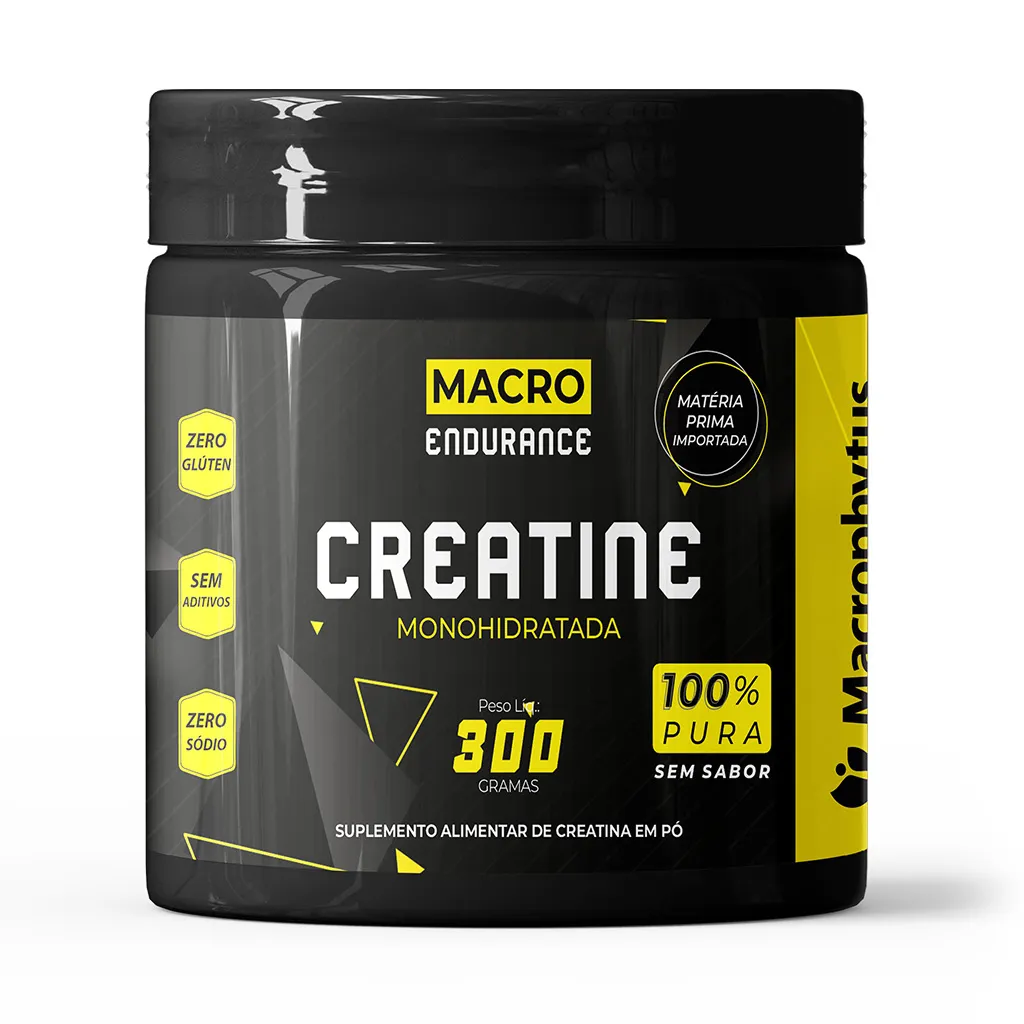 MACRO
ENDURANCE
MATÉRIA
PRIMA
IMPORTADA
ZERO
GLÚTEN
CREATINE
MONOHIDRATADA
SEM
ADITIVOS
ZERO
SÓDIO
Peso Líq.:
300
GRAMAS
100%
PURA
SEM SABOR
SUPLEMENTO ALIMENTAR DE CREATINA EM PÓ
Macrophytus